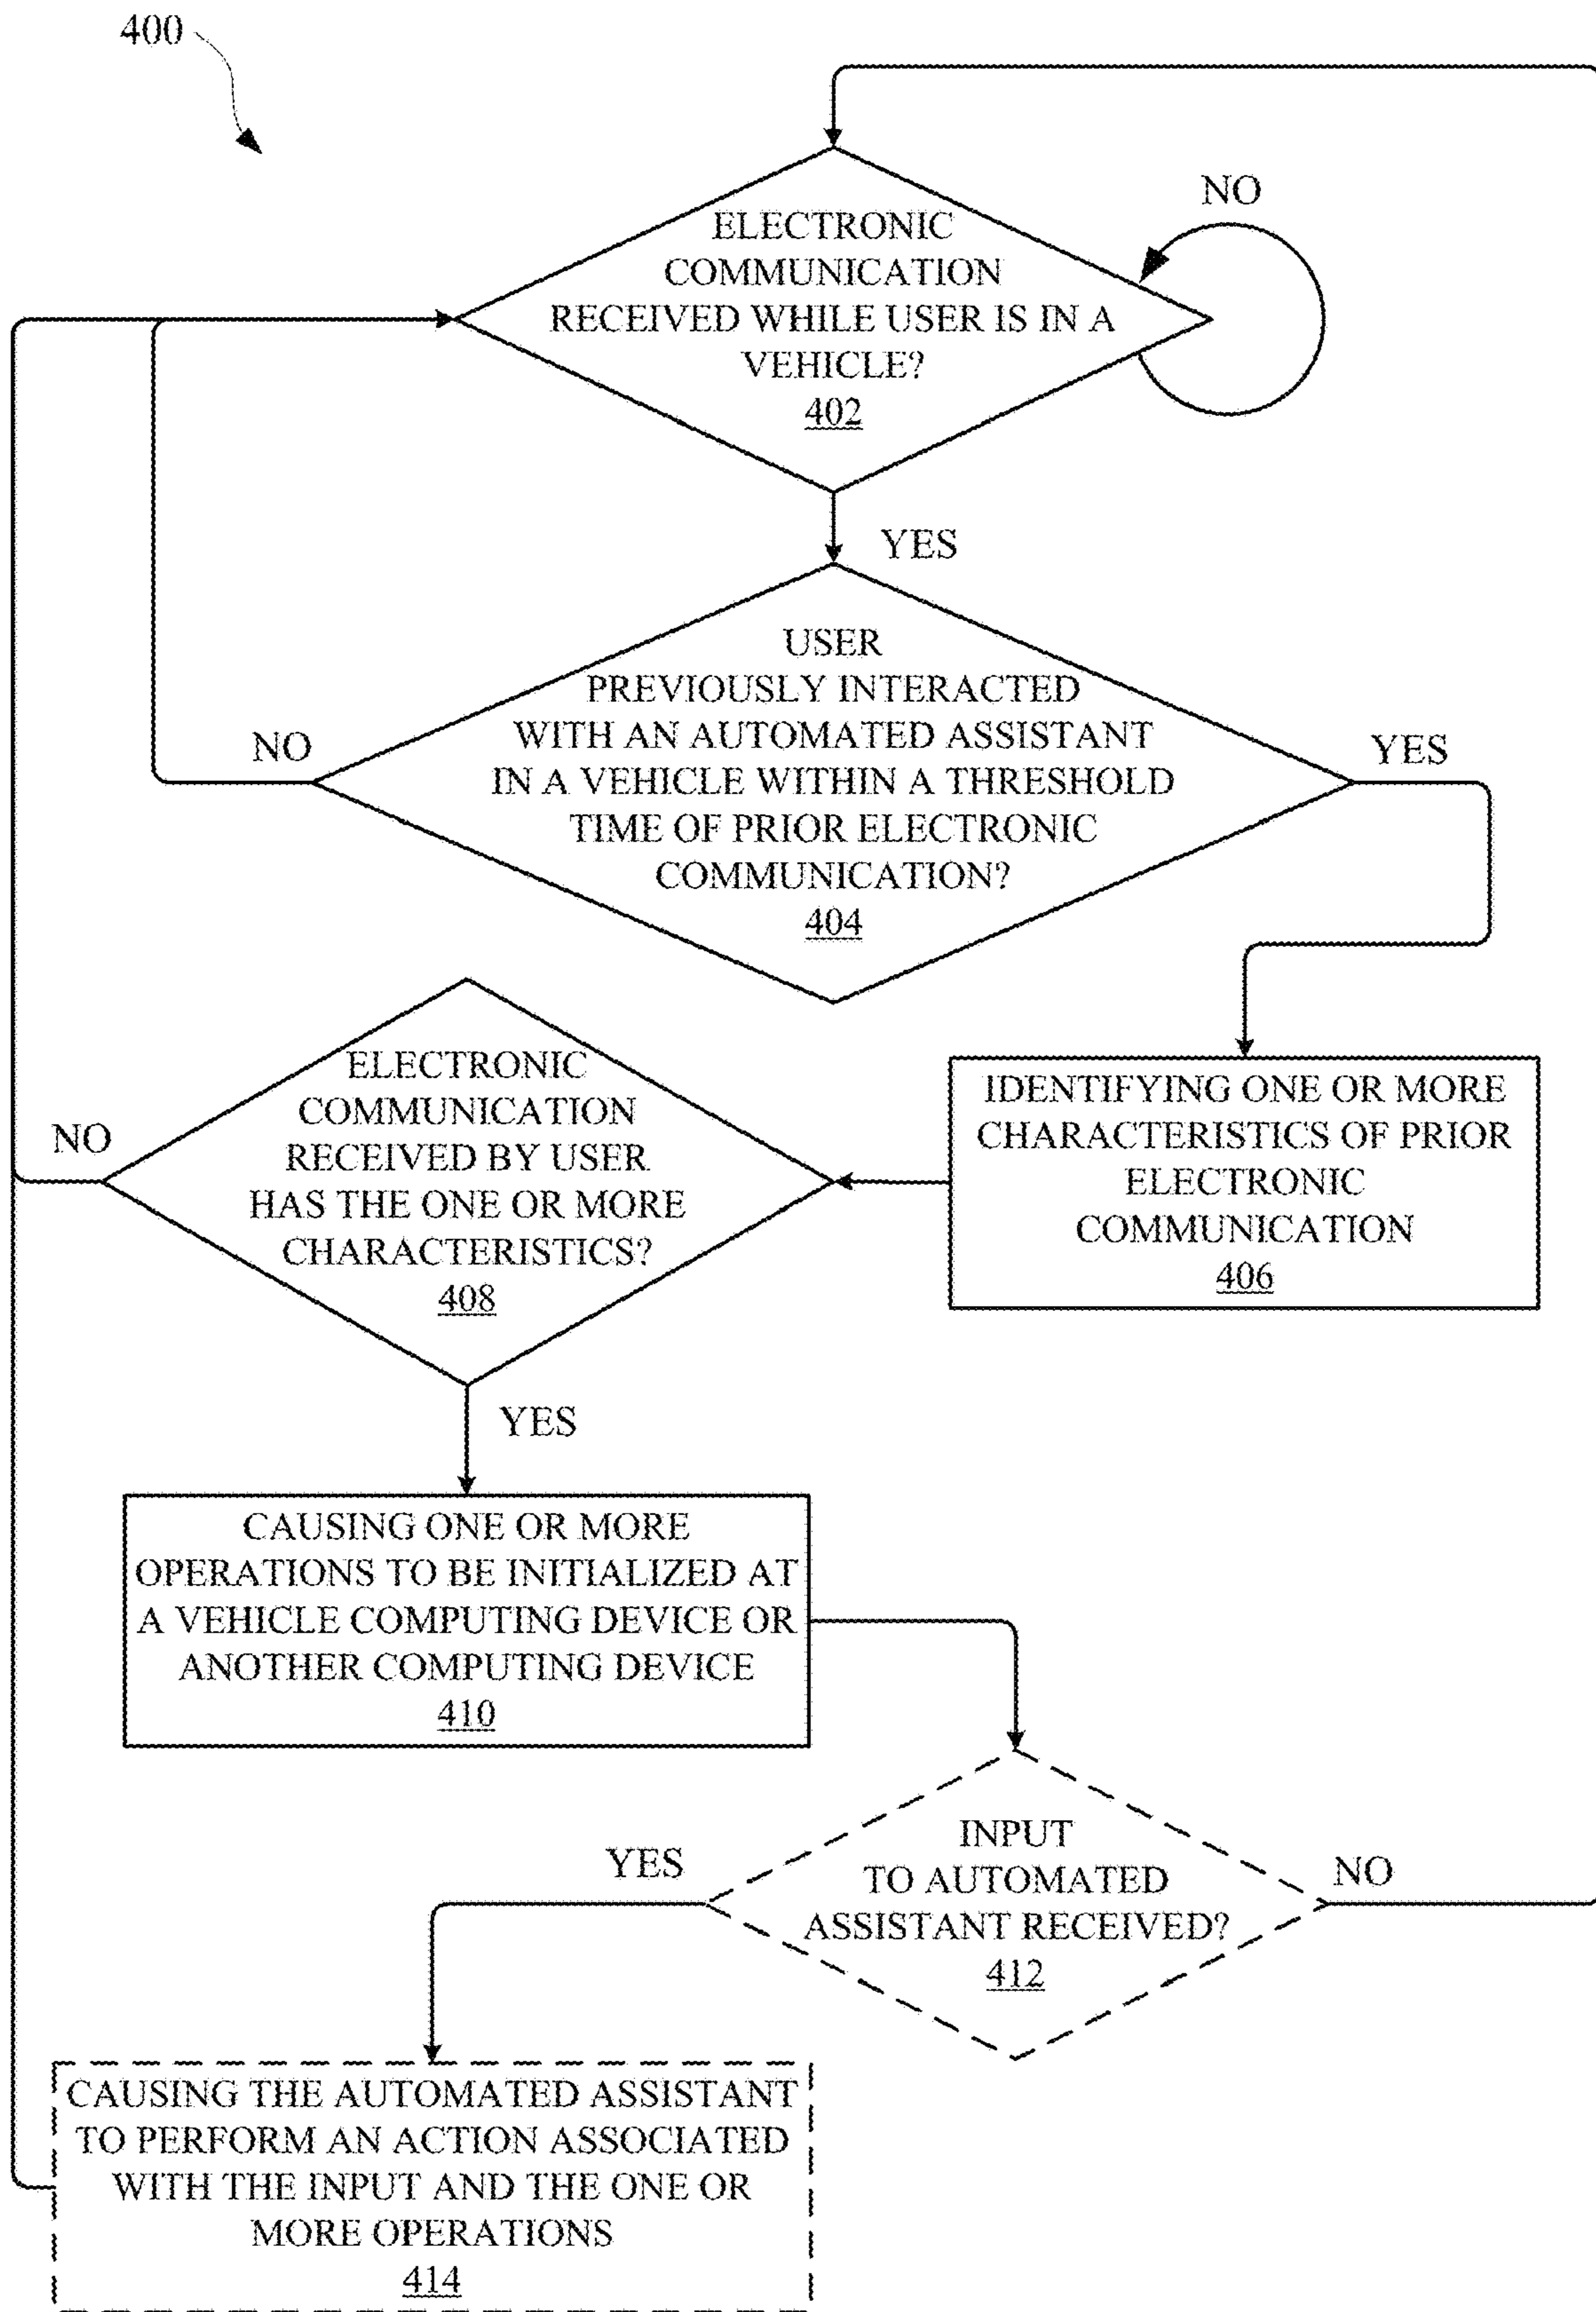 400
NO
ELECTRONIC
COMMUNICATION
RECEIVED WHILE USER IS IN A
VEHICLE?
402
YES
USER
PREVIOUSLY INTERACTED
WITH AN AUTOMATED ASSISTANT
IN A VEHICLE WITHIN A THRESHOLD
TIME OF PRIOR ELECTRONIC
COMMUNICATION?
404
NO
YES
IDENTIFYING ONE OR MORE
CHARACTERISTICS OF PRIOR
ELECTRONIC
COMMUNICATION
406
ELECTRONIC
COMMUNICATION
RECEIVED BY USER
HAS THE ONE OR MORE
CHARACTERISTICS?
408
NO
YES
CAUSING ONE OR MORE
OPERATIONS TO BE INITIALIZED AT
A VEHICLE COMPUTING DEVICE OR
ANOTHER COMPUTING DEVICE
410
INPUT
TO AUTOMATED
ASSISTANT RECEIVED?
412
YES
NO
CAUSING THE AUTOMATED ASSISTANT
TO PERFORM AN ACTION ASSOCIATED
WITH THE INPUT AND THE ONE OR
MORE OPERATIONS
414